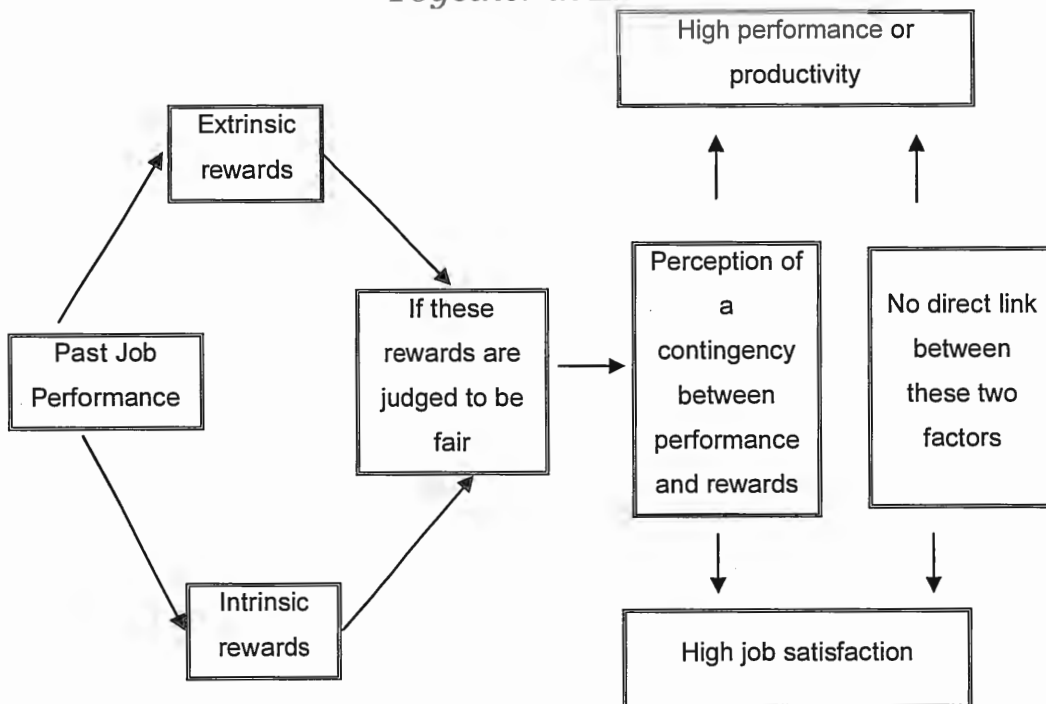 High performance or
productivity
Extrinsic
rewards
Past Job
Performance
If these
rewards are
judged to be
fair
Perception of
a
contingency
between
performance
and rewards
No direct link
between
these two
factors
Intrinsic
rewards
High job satisfaction